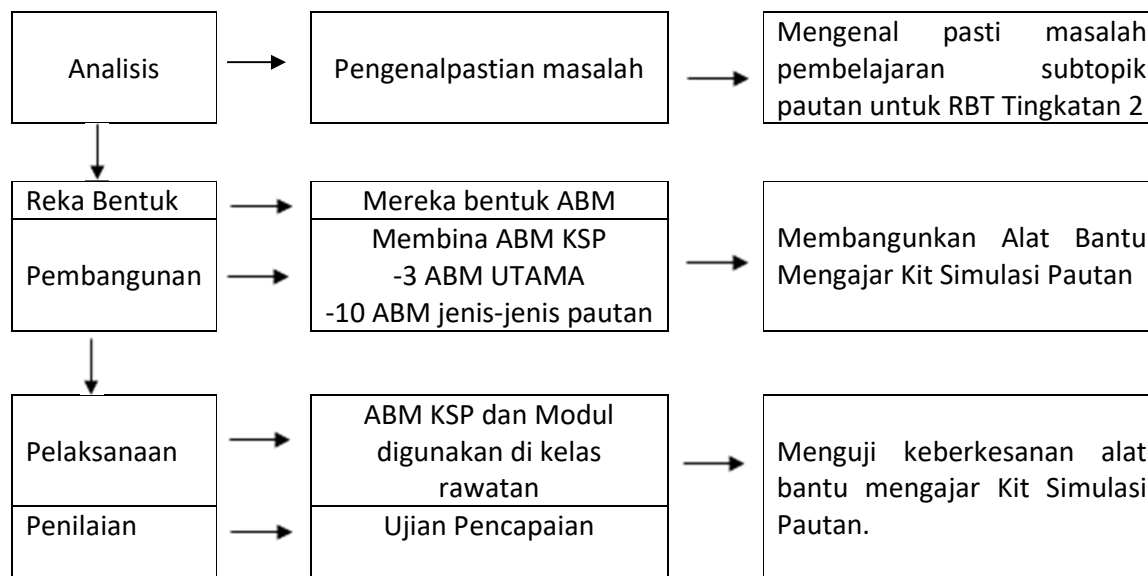 Analisis
Pengenalpastian masalah
Mengenal pasti masalah
pembelajaran subtopik
pautan untuk RBT Tingkatan 2
Reka Bentuk
Mereka bentuk ABM
Pembangunan
Membina ABM KSP
-3 ABM UTAMA
-10 ABM jenis-jenis pautan
Membangunkan Alat Bantu
Mengajar Kit Simulasi Pautan
Pelaksanaan
ABM KSP dan Modul
digunakan di kelas
rawatan
Penilaian
Ujian Pencapaian
Menguji keberkesanan alat
bantu mengajar Kit Simulasi
Pautan.